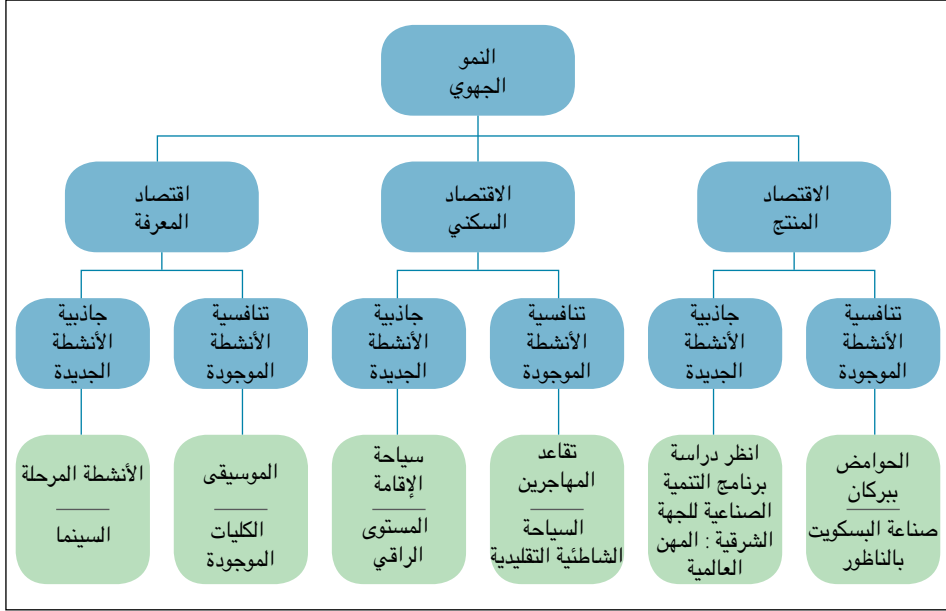 النمو
الجهوي
الاقتصاد
المنتج
الاقتصاد
السكني
اقتصاد
المعرفة
تنافسية
الأنشطة
الموجودة
جاذبية
الأنشطة
الجديدة
تنافسية
الأنشطة
الموجودة
جاذبية
الأنشطة
الجديدة
تنافسية
الأنشطة
الموجودة
جاذبية
الأنشطة
الجديدة
الحوامض
ببركان
صناعة البسكويت
بالناظور
انظر دراسة
برنامج التنمية
الصناعية للجهة
الشرقية : المهن
العالمية
تقاعد
المهاجرين
السياحة
الشاطئية التقليدية
سياحة
الإقامة
المستوى
الراقي
الموسيقى
الكليات
الموجودة
الأنشطة المرحلة
السينما